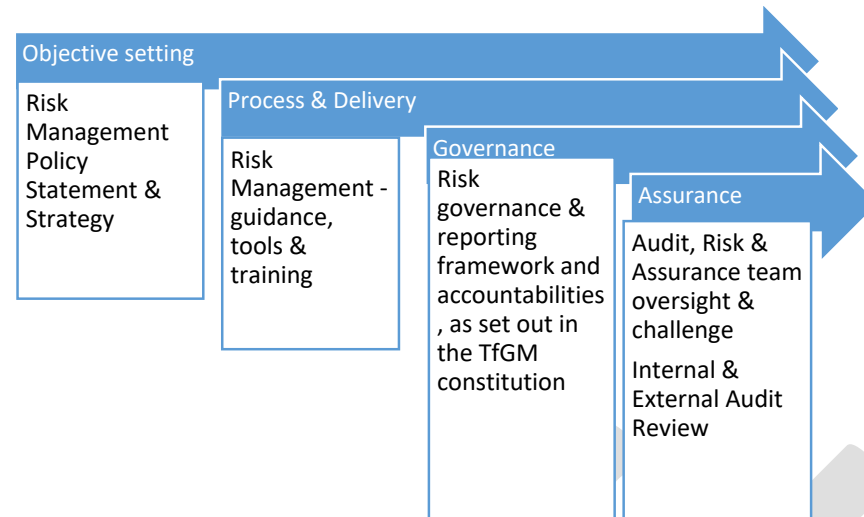 Objective setting
Risk
Management
Policy
Statement &
Strategy
Process & Delivery
Risk
Management -
guidance,
tools &
training
Governance
Risk
governance &
reporting
framework and
accountabilities
, as set out in
the TfGM
constitution
Assurance
Audit, Risk &
Assurance team
oversight &
challenge
Internal &
External Audit
Review